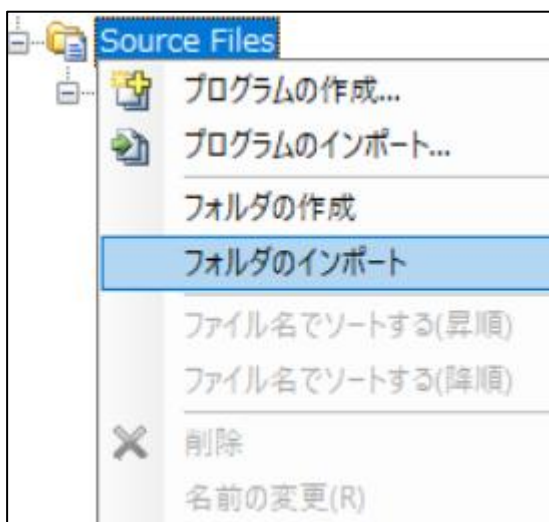 Source Files
プログラムの作成...
プログラムのインポート...
フォルダの作成
フォルダのインポート
ファイル名でソートする(昇順)
ファイル名でソートする(降順)
削除
名前の変更(R)